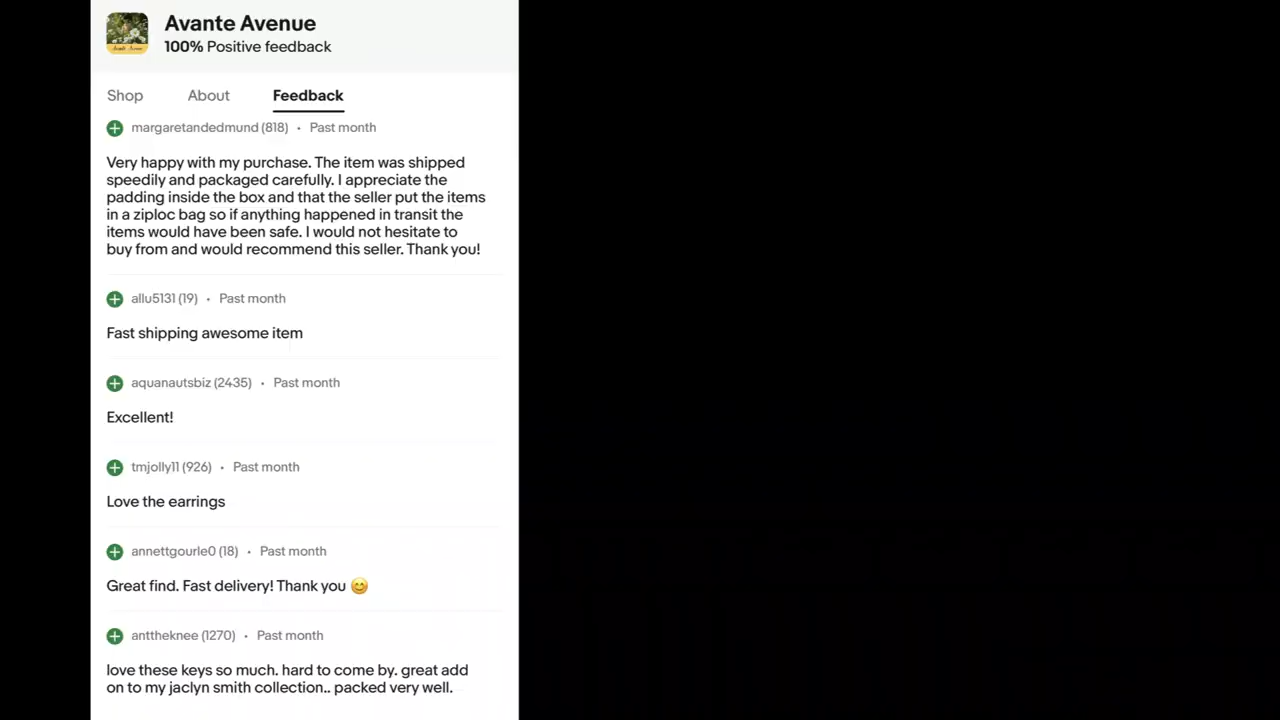 Avante Avenue
100% Positive feedback
Shop About Feedback
margaretandedmund (818) • Past month
Very happy with my purchase. The item was shipped
speedily and packaged carefully. I appreciate the
padding inside the box and that the seller put the items
in a ziploc bag so if anything happened in transit the
items would have been safe. I would not hesitate to
buy from and would recommend this seller. Thank you!
allu5131 (19) • Past month
Fast shipping awesome item
aquanautsbiz (2435) • Past month
Excellent!
tmjolly11 (926) • Past month
Love the earrings
annettgourle0 (18) • Past month
Great find. Fast delivery! Thank you 😊
anttheknee (1270) • Past month
love these keys so much. hard to come by. great add
on to my jaclyn smith collection.. packed very well.